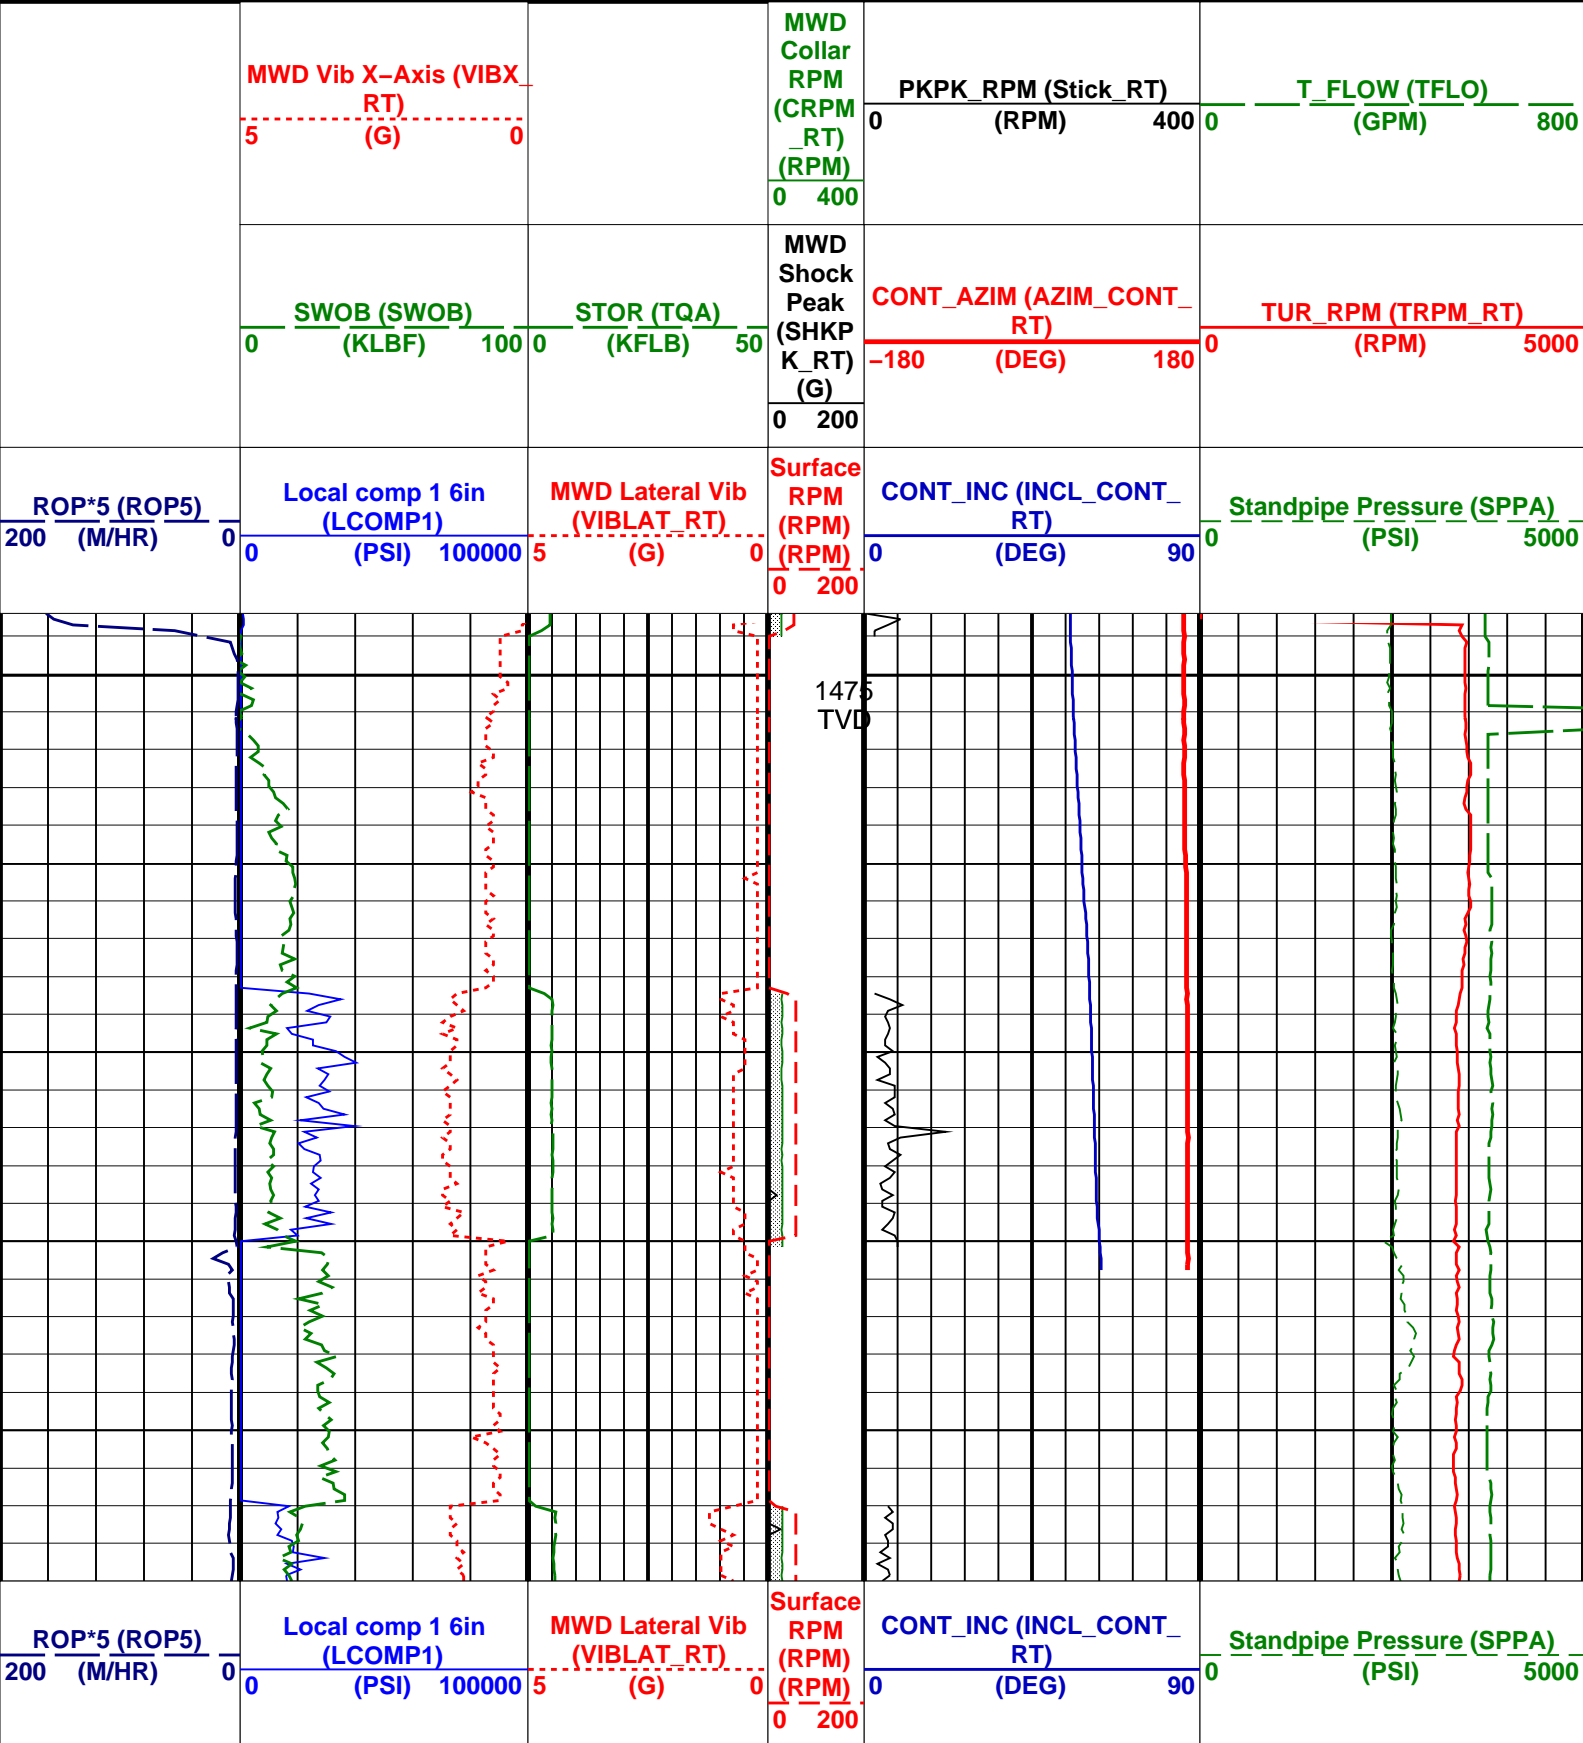 MWD Vib X−Axis (VIBX_
RT)
5 (G) 0
MWD
Collar
RPM
(CRPM
_RT)
(RPM)
0 400
PKPK_RPM (Stick_RT)
0 (RPM) 400
T_FLOW (TFLO)
0 (GPM) 800
SWOB (SWOB)
0 (KLBF) 100
STOR (TQA)
0 (KFLB) 50
MWD
Shock
Peak
(SHKP
K_RT)
(G)
0 200
CONT_AZIM (AZIM_CONT_
RT)
−180 (DEG) 180
TUR_RPM (TRPM_RT)
0 (RPM) 5000
ROP*5 (ROP5)
200 (M/HR) 0
Local comp 1 6in
(LCOMP1)
0 (PSI) 100000
MWD Lateral Vib
(VIBLAT_RT)
5 (G) 0
Surface
RPM
(RPM)
(RPM)
0 200
CONT_INC (INCL_CONT_
RT)
0 (DEG) 90
Standpipe Pressure (SPPA)
0 (PSI) 5000
1475
TVD
ROP*5 (ROP5)
200 (M/HR) 0
Local comp 1 6in
(LCOMP1)
0 (PSI) 100000
MWD Lateral Vib
(VIBLAT_RT)
5 (G) 0
Surface
RPM
(RPM)
(RPM)
0 200
CONT_INC (INCL_CONT_
RT)
0 (DEG) 90
Standpipe Pressure (SPPA)
0 (PSI) 5000